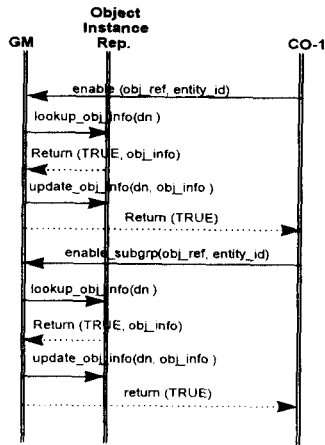 Object
Instance
GM Rep. CO-1
enable (obj_ref, entity_id)
lookup_obj_info(dn )
Return (TRUE, obj_info)
update_obj_info(dn, obj_info )
Return (TRUE)
enable_subgrp(obj_ref, entity_id)
lookup_obj_info(dn )
Return (TRUE, obj_info)
update_obj_info(dn, obj_info )
return (TRUE)